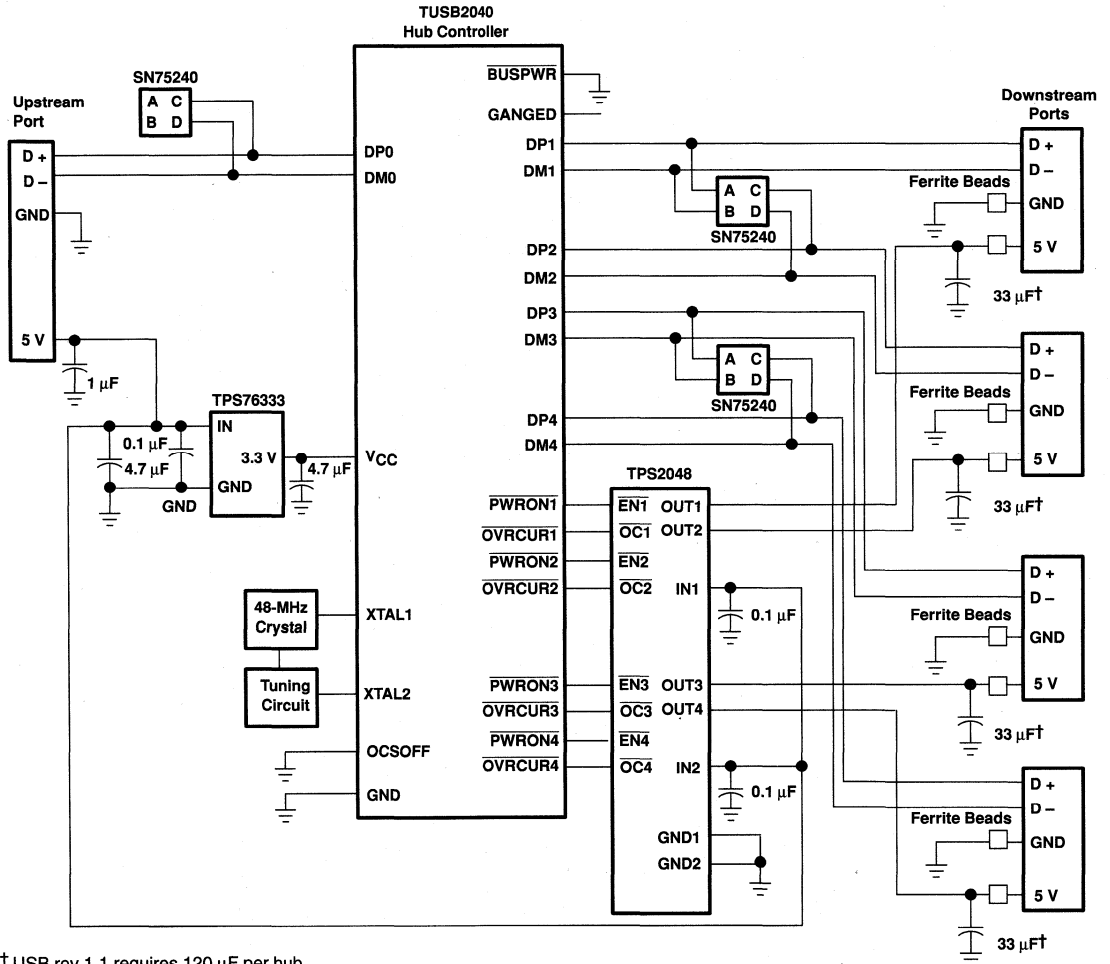 TUSB2040
Hub Controller
SN75240
A C
B D
Upstream
Port
D +
D –
GND
5 V
1 µF
TPS76333
IN
3.3 V
GND
0.1 µF
4.7 µF
GND
4.7 µF
48-MHz
Crystal
Tuning
Circuit
DP0
DM0
VCC
XTAL1
XTAL2
OCSOFF
GND
BUSPWR
GANGED
DP1
DM1
DP2
DM2
DP3
DM3
DP4
DM4
PWRON1
OVRCUR1
PWRON2
OVRCUR2
PWRON3
OVRCUR3
PWRON4
OVRCUR4
A C
B D
SN75240
A C
B D
SN75240
TPS2048
EN1 OUT1
OC1 OUT2
EN2
OC2 IN1
EN3 OUT3
OC3 OUT4
EN4
OC4 IN2
GND1
GND2
0.1 µF
0.1 µF
Downstream
Ports
D +
D –
Ferrite Beads
GND
5 V
33 µF†
D +
D –
Ferrite Beads
GND
5 V
33 µF†
D +
D –
Ferrite Beads
GND
5 V
33 µF†
D +
D –
Ferrite Beads
GND
5 V
33 µF†
† USB rev 1.1 requires 120 µF per hub.